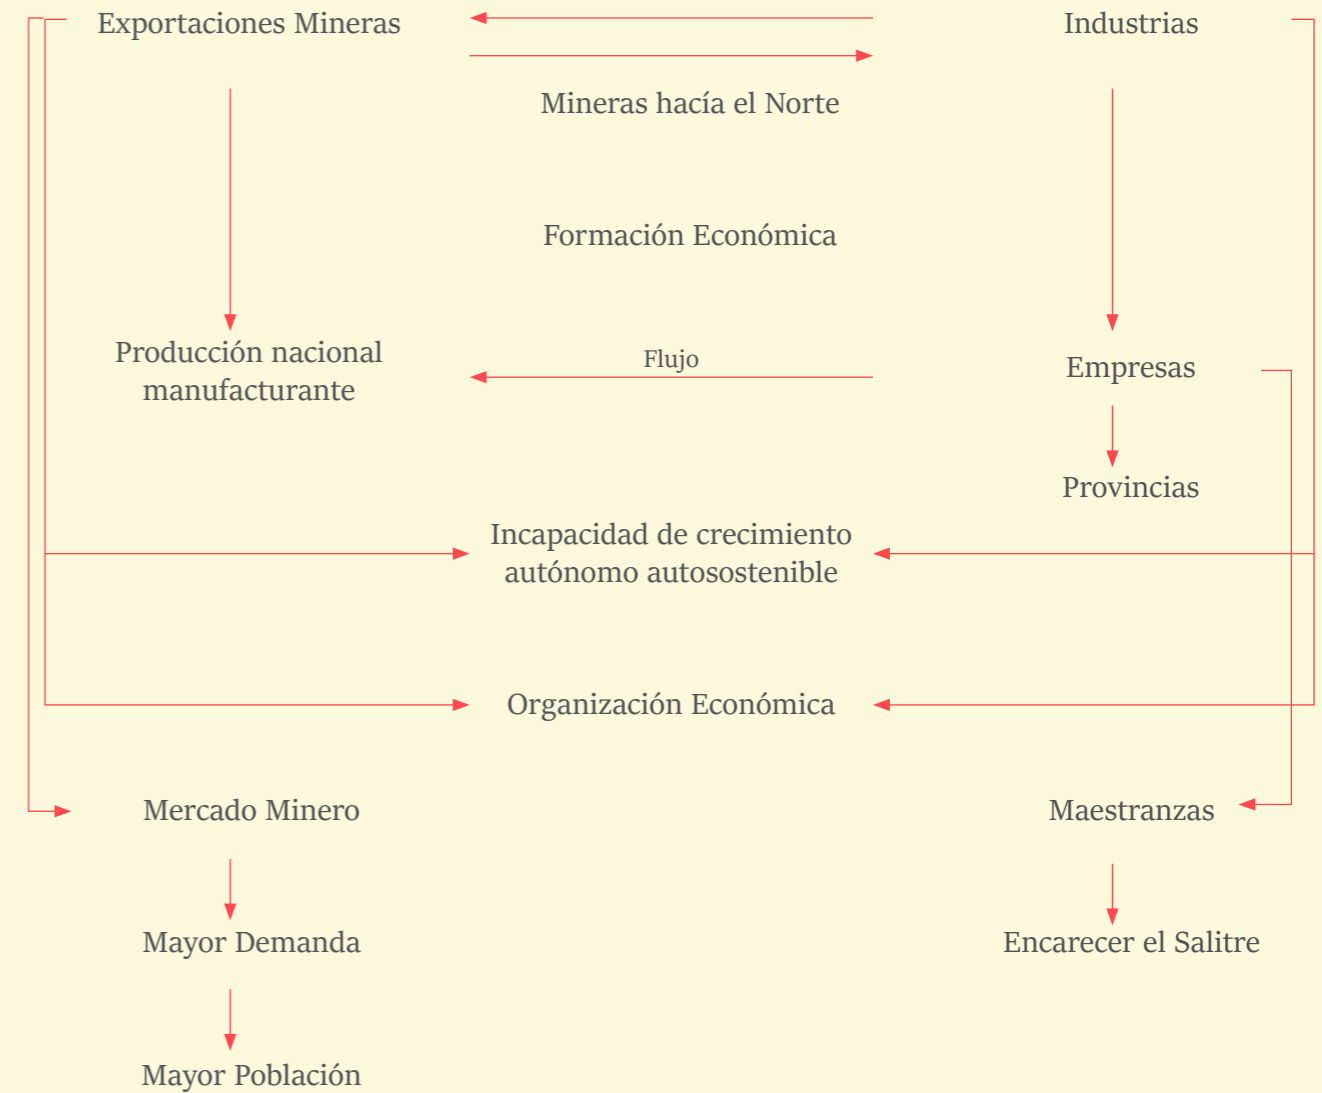 Exportaciones Mineras
Industrias
Mineras hacía el Norte
Formación Económica
Producción nacional
manufacturante
Flujo
Empresas
Provincias
Incapacidad de crecimiento
autónomo autosostenible
Organización Económica
Mercado Minero
Maestranzas
Mayor Demanda
Encarecer el Salitre
Mayor Población